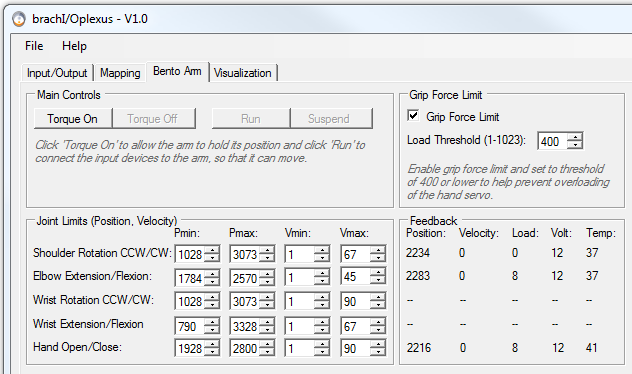 brachI/Oplexus - V1.0
File Help
Input/Output Mapping Bento Arm Visualization
Main Controls
Torque On Torque Off Run Suspend
Click 'Torque On' to allow the arm to hold its position and click 'Run' to
connect the input devices to the arm, so that it can move.
Grip Force Limit
Grip Force Limit
Load Threshold (1-1023): 400
Enable grip force limit and set to threshold
of 400 or lower to help prevent overloading
of the hand servo.
Joint Limits (Position, Velocity)
Pmin: Pmax: Vmin: Vmax:
Shoulder Rotation CCW/CW: 1028 3073 1 67
Elbow Extension/Flexion: 1784 2570 1 45
Wrist Rotation CCW/CW: 1028 3073 1 90
Wrist Extension/Flexion 790 3328 1 67
Hand Open/Close: 1928 2800 1 90
Feedback
Position: Velocity: Load: Volt: Temp:
2234 0 0 12 37
2283 0 8 12 37
-- -- -- -- --
-- -- -- -- --
2216 0 8 12 41